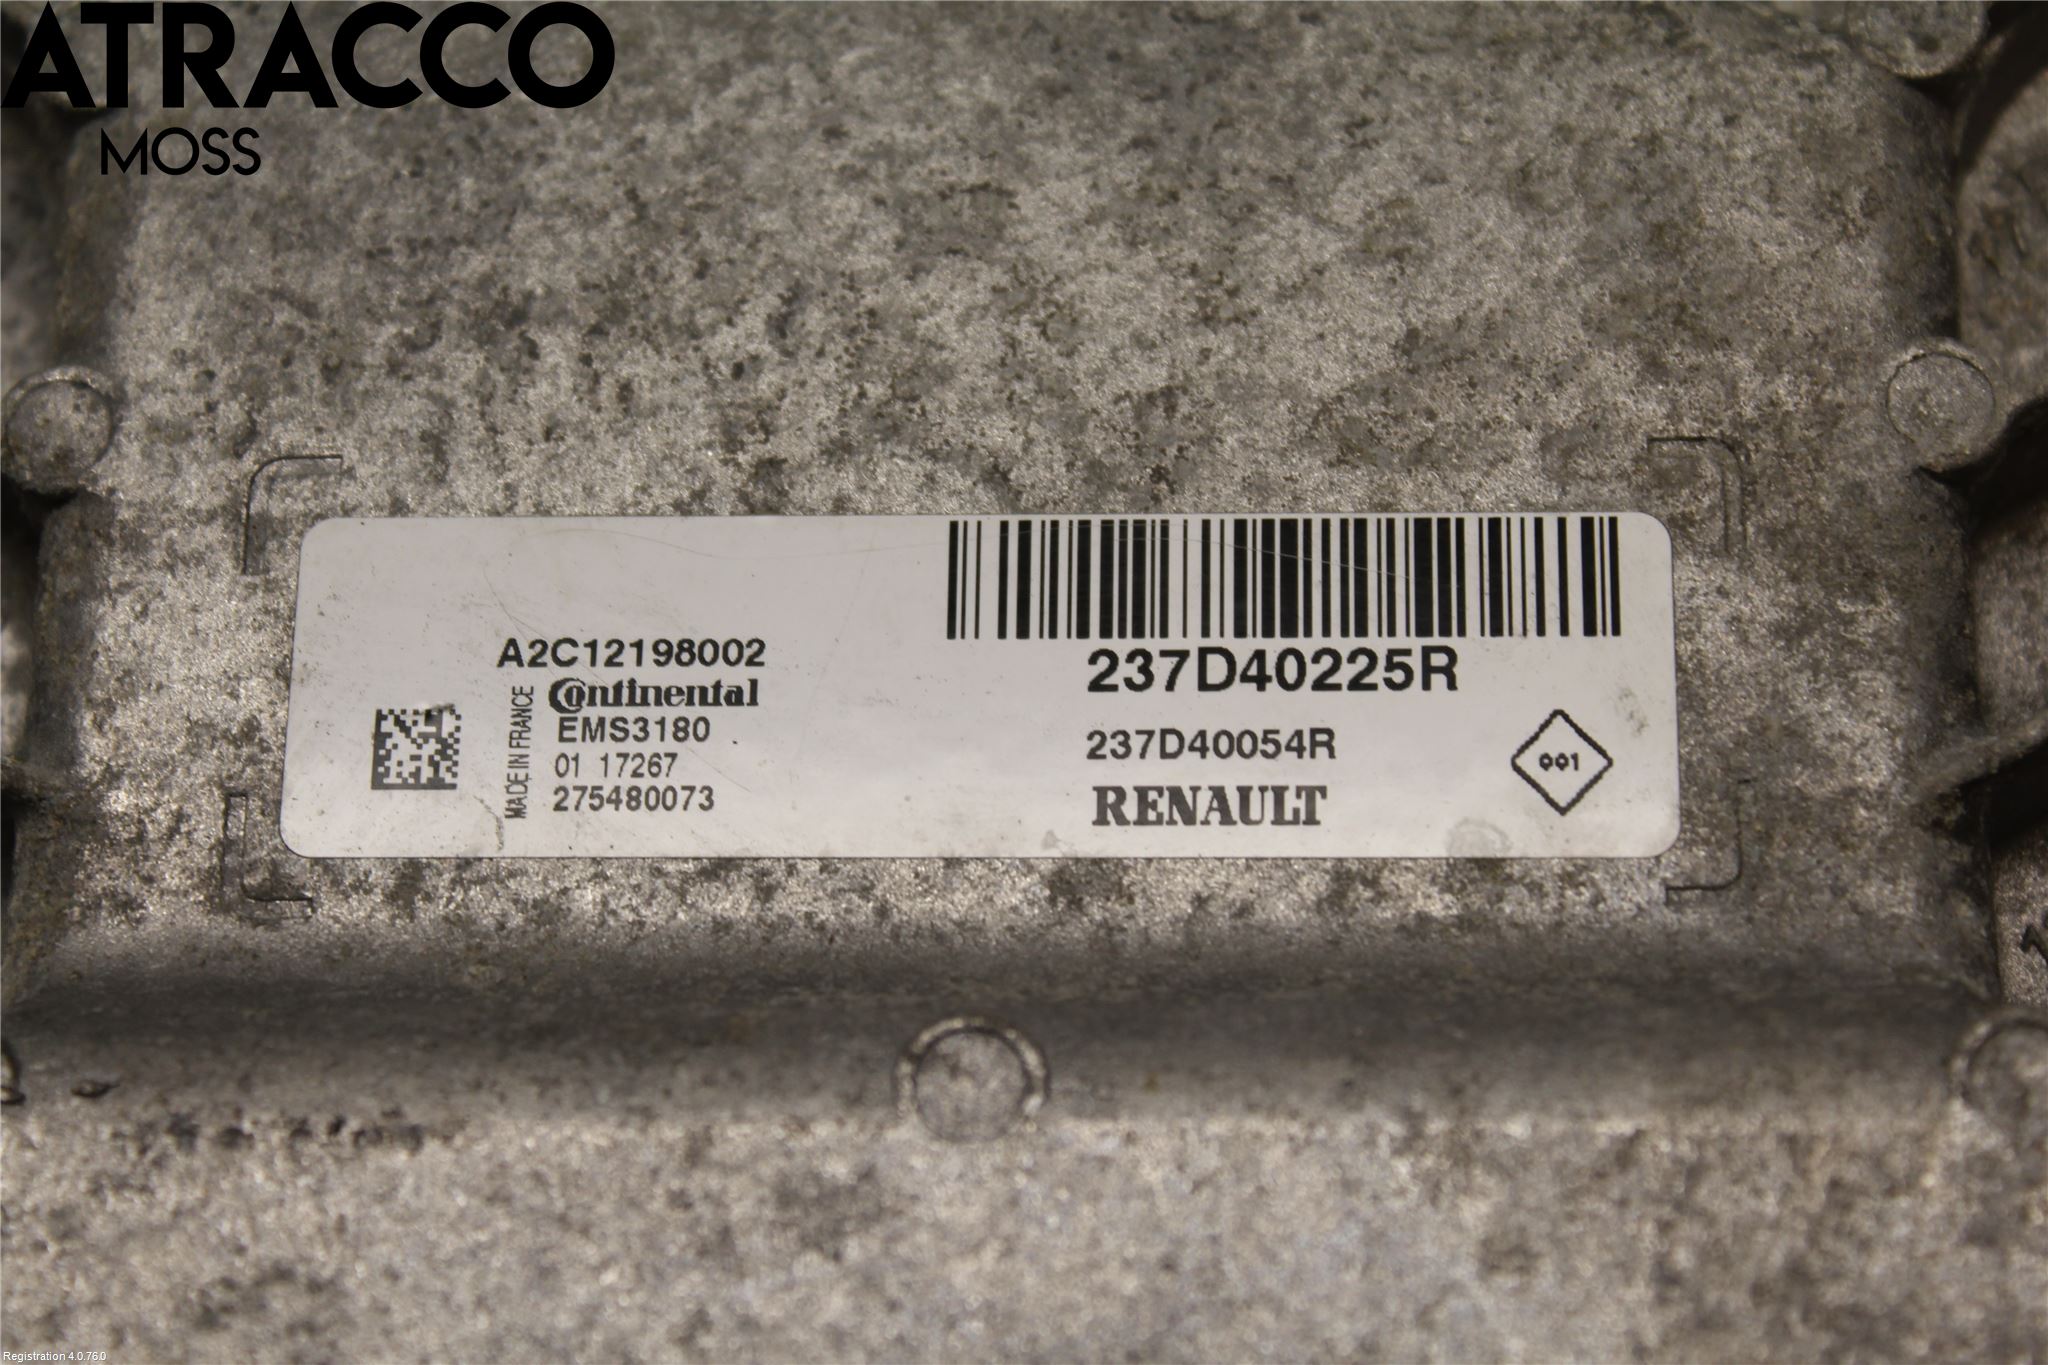 ATRACCO
MOSS
A2C12198002
Continental
EMS3180
01 17267
275480073
MADE IN FRANCE
237D40225R
237D40054R
RENAULT
001
Registration 4.0.76.0